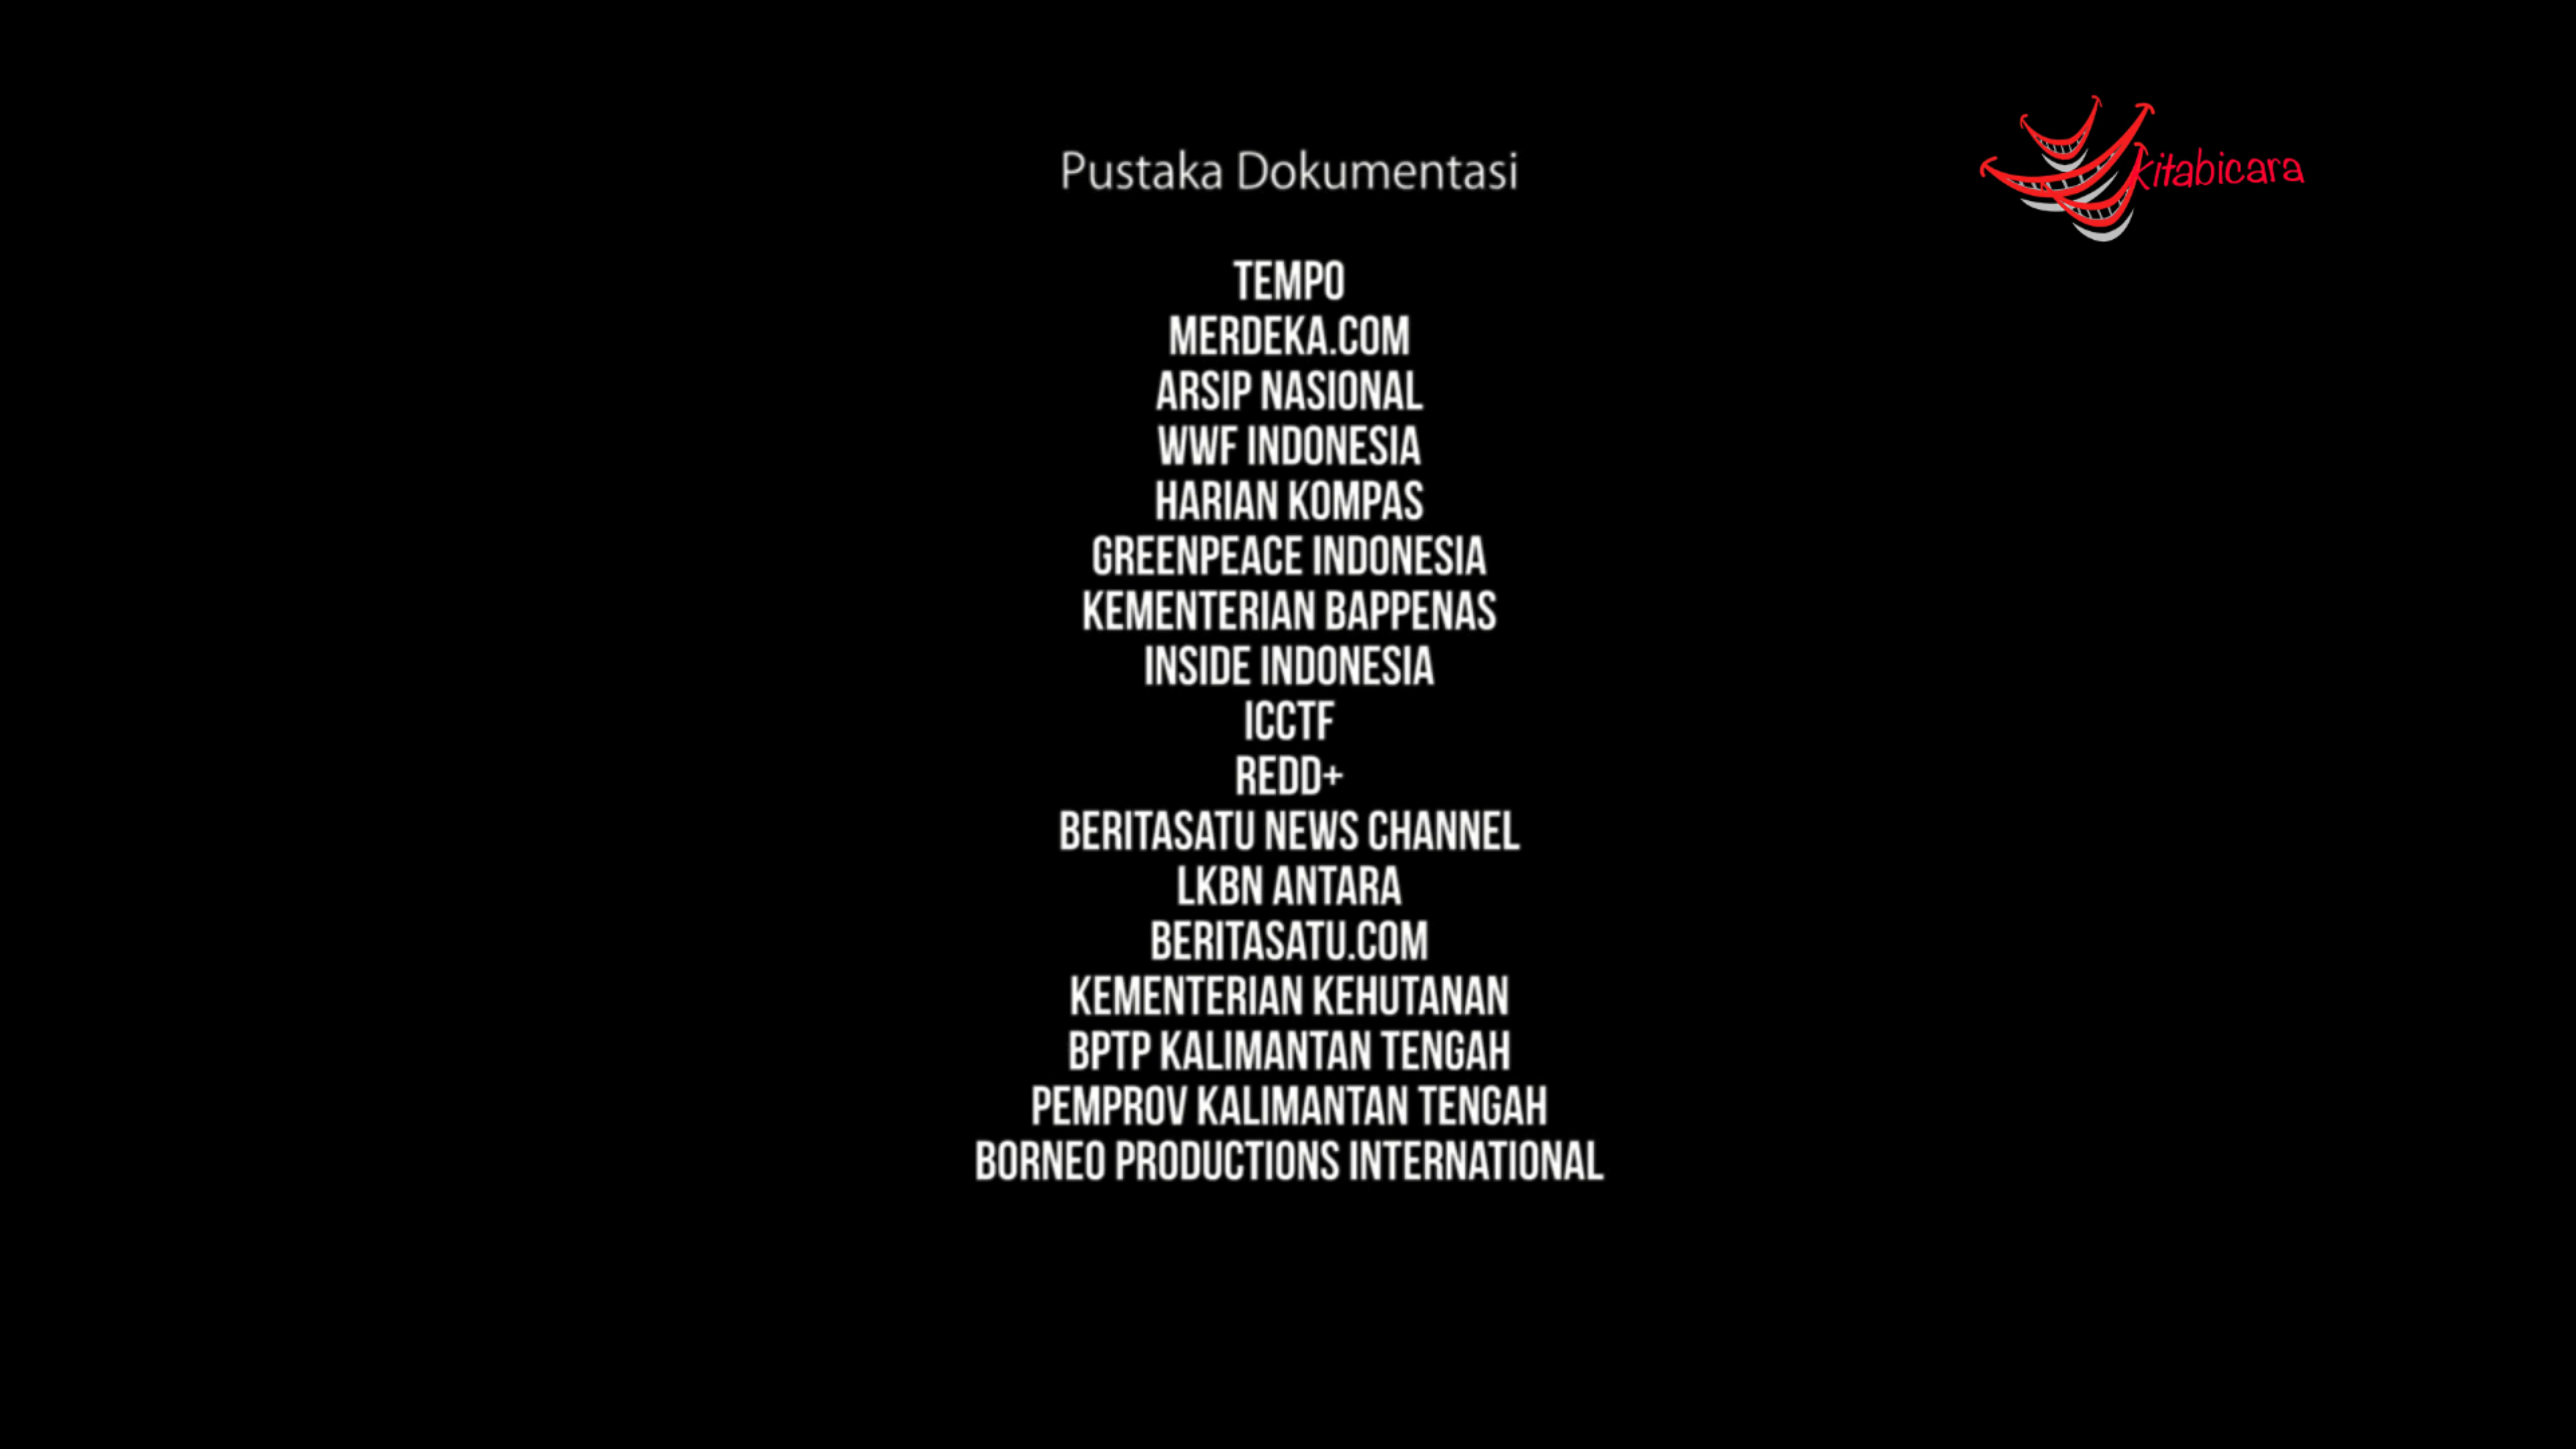 Pustaka Dokumentasi
kitabicara
TEMPO
MERDEKA.COM
ARSIP NASIONAL
WWF INDONESIA
HARIAN KOMPAS
GREENPEACE INDONESIA
KEMENTERIAN BAPPENAS
INSIDE INDONESIA
ICCTF
REDD+
BERITASATU NEWS CHANNEL
LKBN ANTARA
BERITASATU.COM
KEMENTERIAN KEHUTANAN
BPTP KALIMANTAN TENGAH
PEMPROV KALIMANTAN TENGAH
BORNEO PRODUCTIONS INTERNATIONAL